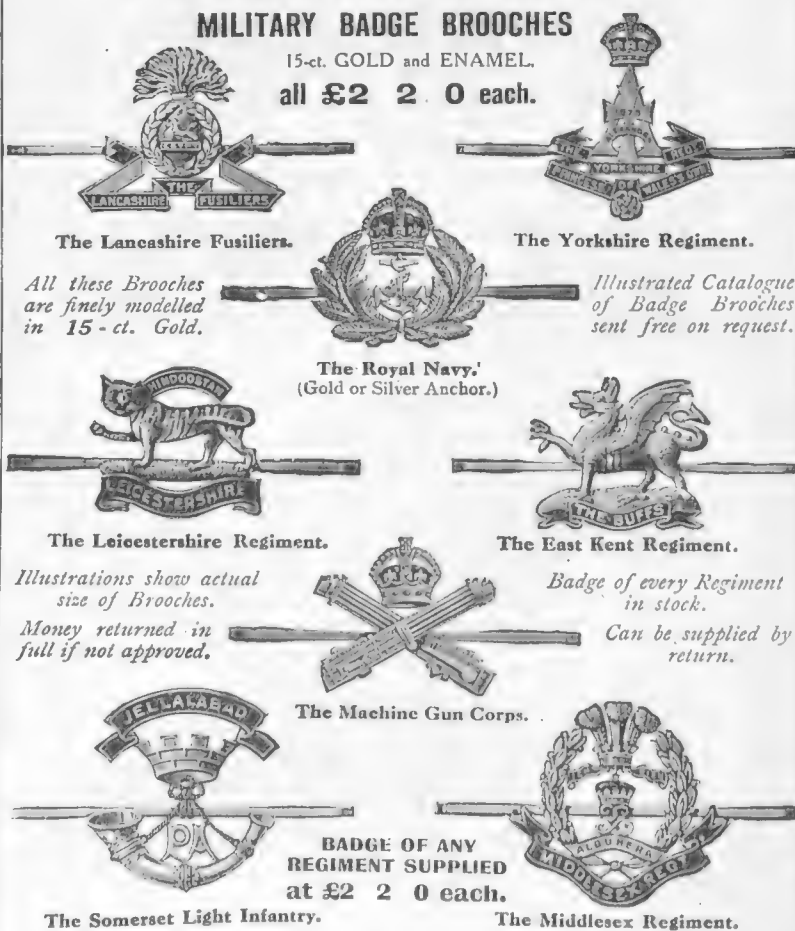 MILITARY BADGE BROOCHES
15-ct. GOLD and ENAMEL,
all £2 2 0 each.
THE
LANCASHIRE FUSILIERS
The Lancashire Fusiliers.
1875
THE YORKSHIRE REGT
PRINCESS OF WALES'S OWN
The Yorkshire Regiment.
All these Brooches
are finely modelled
in 15-ct. Gold.
Illustrated Catalogue
of Badge Brooches
sent free on request.
The Royal Navy.
(Gold or Silver Anchor.)
HINDOOSTAN
LEICESTERSHIRE
The Leicestershire Regiment.
THE BUFFS
The East Kent Regiment.
Illustrations show actual
size of Brooches.
Money returned in
full if not approved.
Badge of every Regiment
in stock.
Can be supplied by
return.
The Machine Gun Corps.
JELLALABAD
The Somerset Light Infantry.
BADGE OF ANY
REGIMENT SUPPLIED
at £2 2 0 each.
ALBUHERA
MIDDLESEX REGT
The Middlesex Regiment.